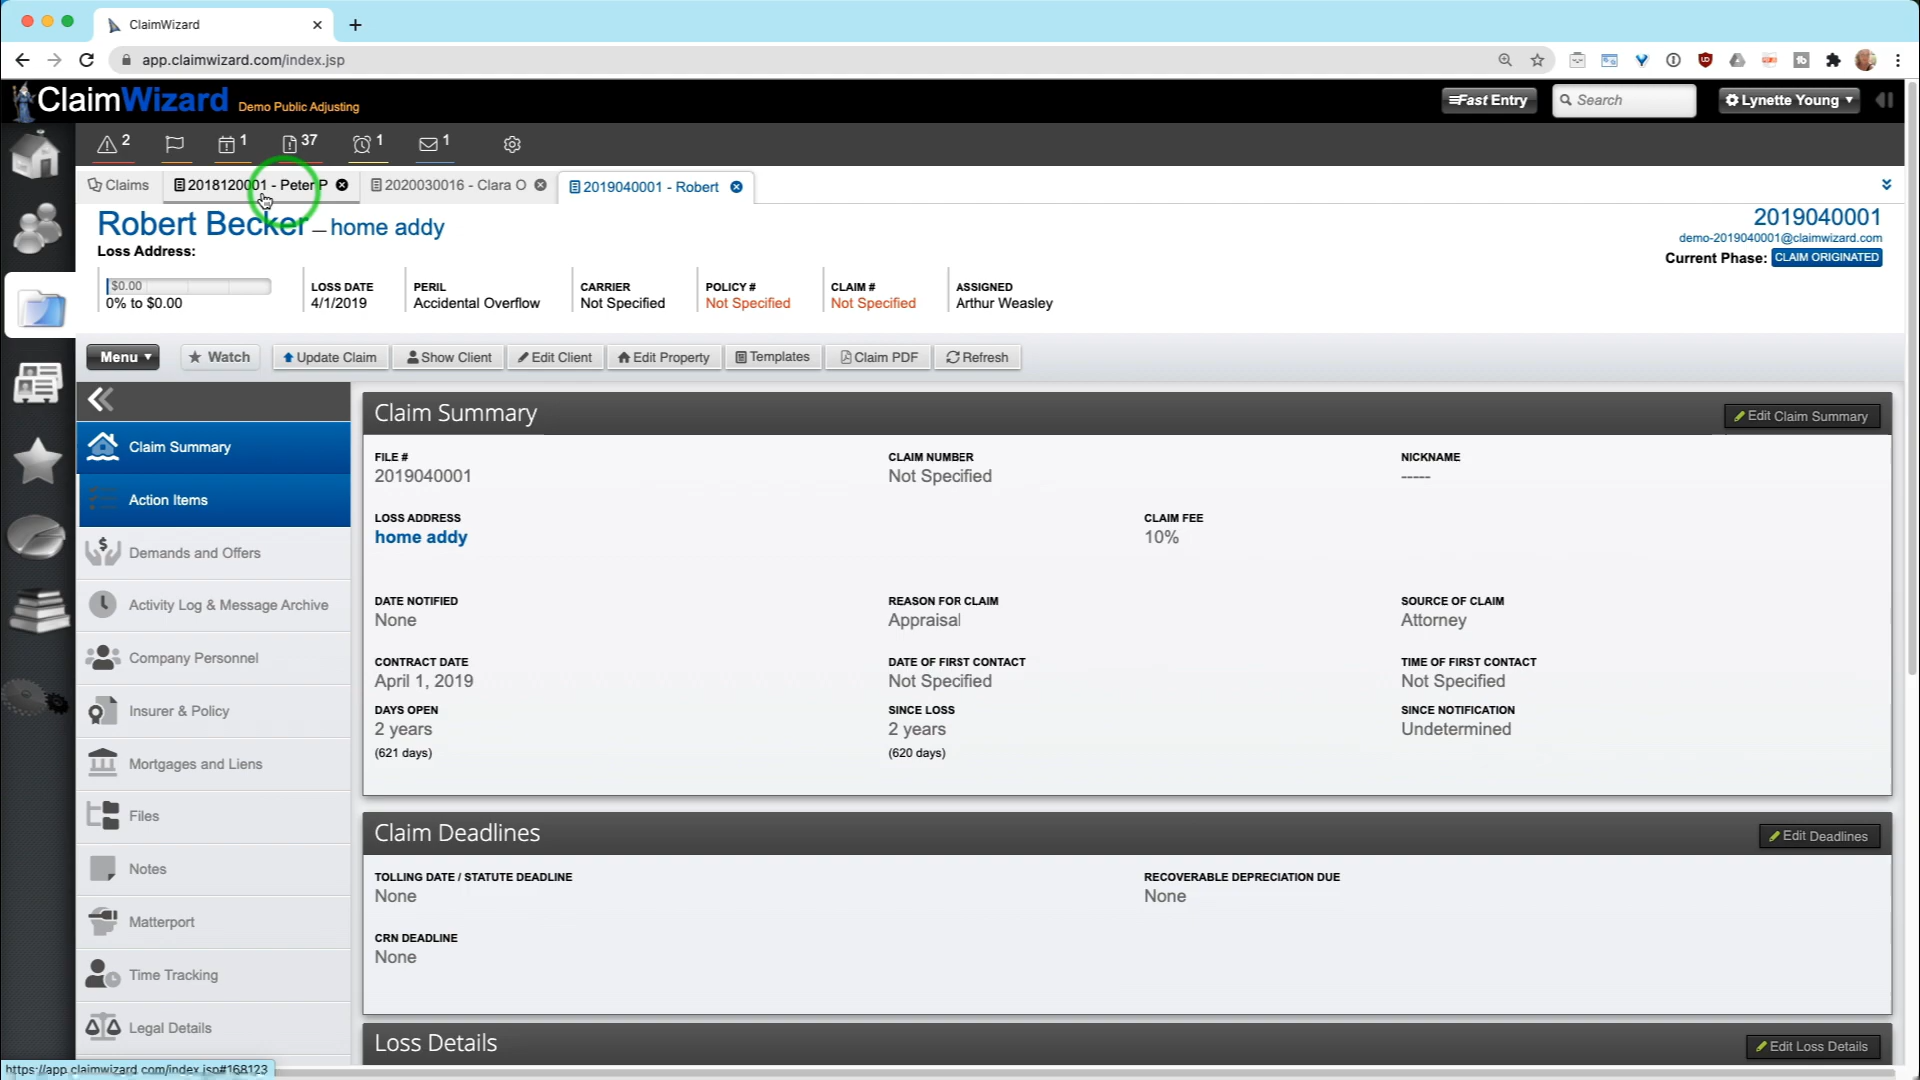 ClaimWizard
app.claimwizard.com/index.jsp
ClaimWizard Demo Public Adjusting
Fast Entry
Search
Lynette Young
2
1
37
1
1
Claims
2018120001 - Peter P
2020030016 - Clara O
2019040001 - Robert
Robert Becker — home addy
Loss Address:
2019040001
demo-2019040001@claimwizard.com
Current Phase: CLAIM ORIGINATED
$0.00
0% to $0.00
LOSS DATE
4/1/2019
PERIL
Accidental Overflow
CARRIER
Not Specified
POLICY #
Not Specified
CLAIM #
Not Specified
ASSIGNED
Arthur Weasley
Menu
Watch
Update Claim
Show Client
Edit Client
Edit Property
Templates
Claim PDF
Refresh
Claim Summary
Action Items
Demands and Offers
Activity Log & Message Archive
Company Personnel
Insurer & Policy
Mortgages and Liens
Files
Notes
Matterport
Time Tracking
Legal Details
Claim Summary
Edit Claim Summary
FILE #
2019040001
CLAIM NUMBER
Not Specified
NICKNAME
-----
LOSS ADDRESS
home addy
CLAIM FEE
10%
DATE NOTIFIED
None
REASON FOR CLAIM
Appraisal
SOURCE OF CLAIM
Attorney
CONTRACT DATE
April 1, 2019
DATE OF FIRST CONTACT
Not Specified
TIME OF FIRST CONTACT
Not Specified
DAYS OPEN
2 years
(621 days)
SINCE LOSS
2 years
(620 days)
SINCE NOTIFICATION
Undetermined
Claim Deadlines
Edit Deadlines
TOLLING DATE / STATUTE DEADLINE
None
RECOVERABLE DEPRECIATION DUE
None
CRN DEADLINE
None
Loss Details
Edit Loss Details
https://app.claimwizard.com/index.jsp#168123